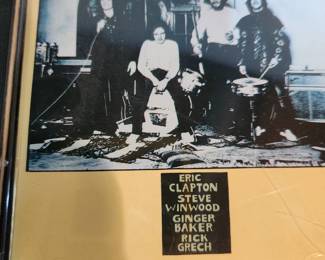 ERIC
CLAPTON
STEVE
WINWOOD
GINGER
BAKER
RICK
GRECH